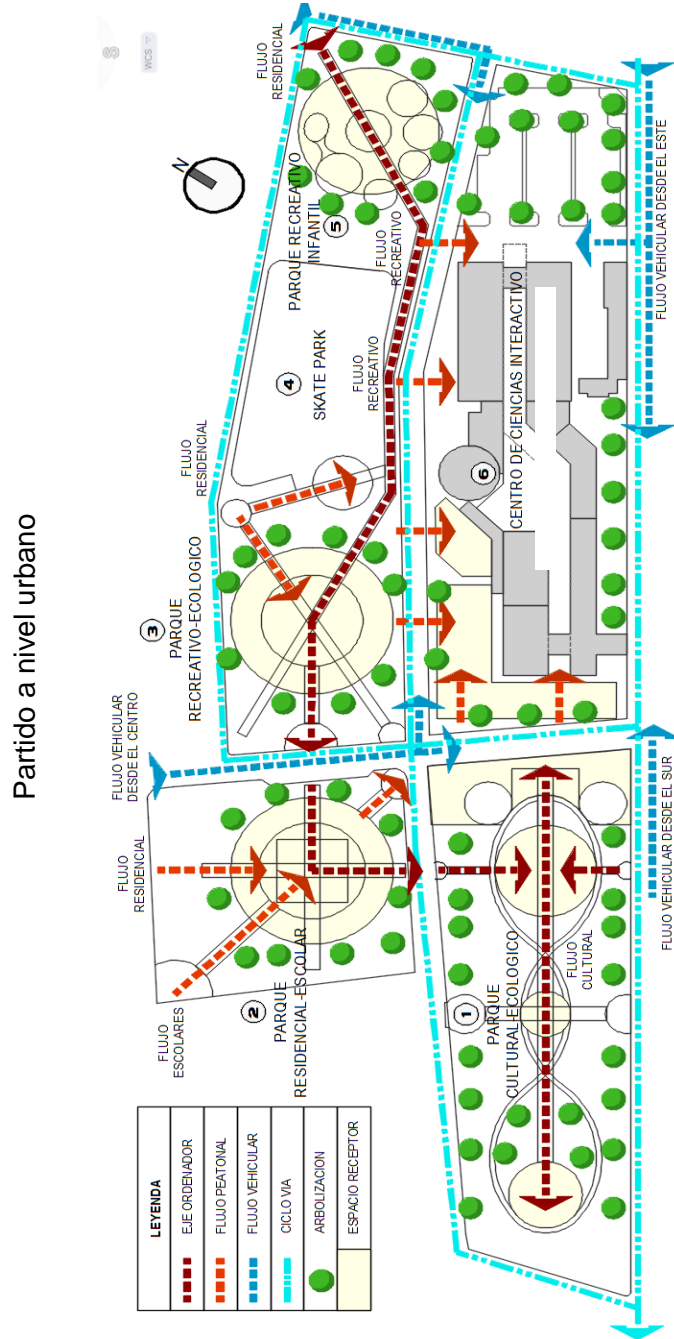 Partido a nivel urbano
S
WCS
N
FLUJO
RESIDENCIAL
PARQUE RECREATIVO
INFANTIL
5
FLUJO
RECREATIVO
4
SKATE PARK
FLUJO
RECREATIVO
FLUJO
RESIDENCIAL
3
PARQUE
RECREATIVO-ECOLOGICO
6
CENTRO DE CIENCIAS INTERACTIVO
FLUJO VEHICULAR DESDE EL ESTE
FLUJO VEHICULAR
DESDE EL CENTRO
FLUJO
RESIDENCIAL
FLUJO
ESCOLARES
2
PARQUE
RESIDENCIAL-ESCOLAR
1
PARQUE
CULTURAL-ECOLOGICO
FLUJO
CULTURAL
FLUJO VEHICULAR DESDE EL SUR
LEYENDA
EJE ORDENADOR
FLUJO PEATONAL
FLUJO VEHICULAR
CICLO VIA
ARBOLIZACION
ESPACIO RECEPTOR